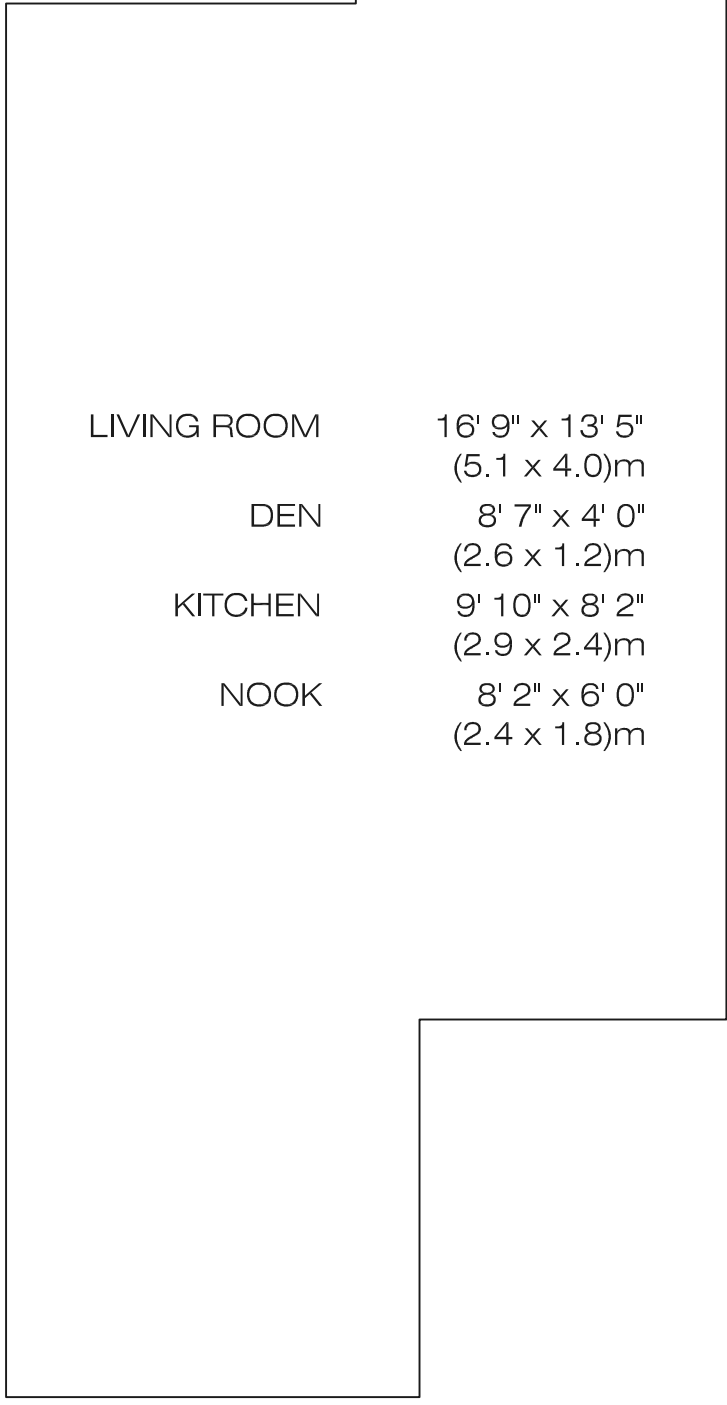 LIVING ROOM 16' 9" x 13' 5"
(5.1 x 4.0)m
DEN 8' 7" x 4' 0"
(2.6 x 1.2)m
KITCHEN 9' 10" x 8' 2"
(2.9 x 2.4)m
NOOK 8' 2" x 6' 0"
(2.4 x 1.8)m